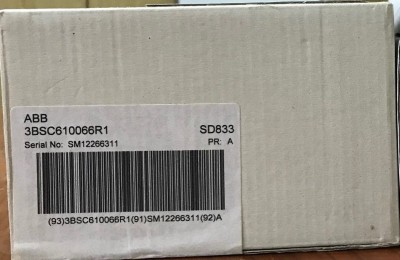 ABB
3BSC610066R1 SD833
Serial No: SM12266311 PR: A
(93)3BSC610066R1(91)SM12266311(92)A